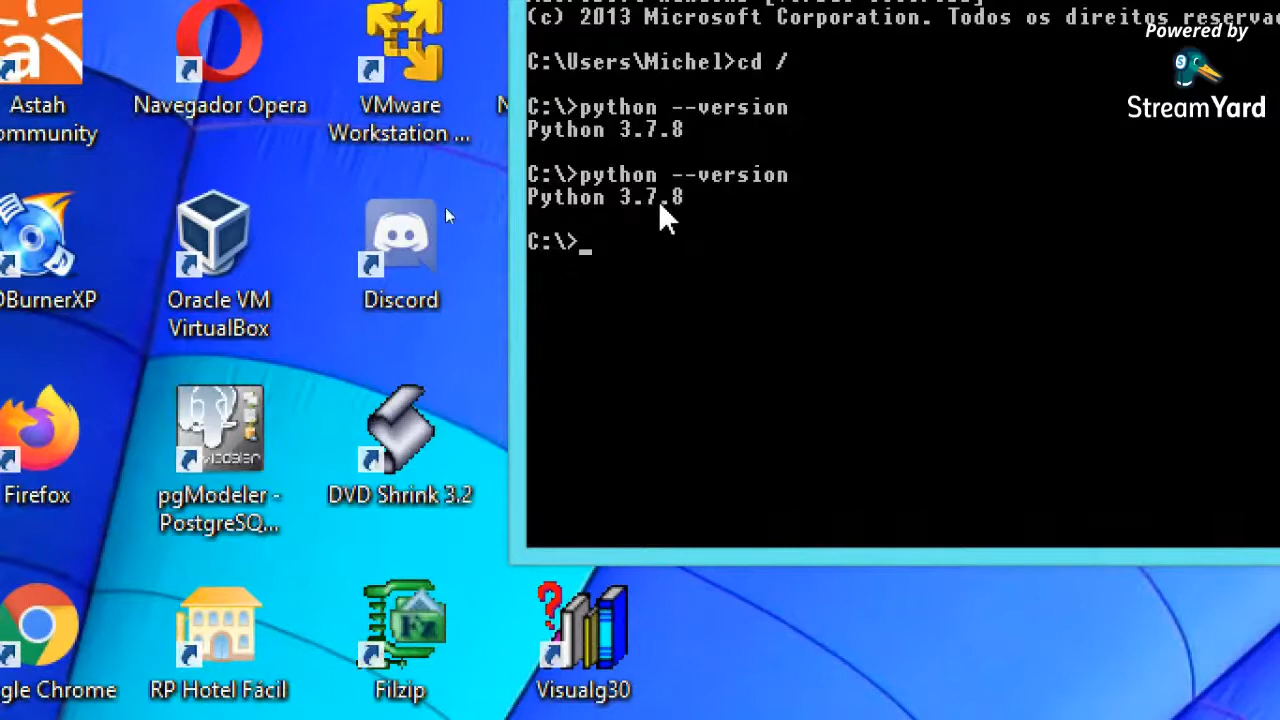 (c) 2013 Microsoft Corporation. Todos os direitos reserva
Powered by
StreamYard
C:\Users\Michel>cd /
C:\>python --version
Python 3.7.8
C:\>python --version
Python 3.7.8
C:\>_
Astah
ommunity
Navegador Opera
VMware
Workstation ...
N
DBurnerXP
Oracle VM
VirtualBox
Discord
Firefox
pgModeler -
PostgreSQ...
DVD Shrink 3.2
gle Chrome
RP Hotel Fácil
Filzip
Visualg30